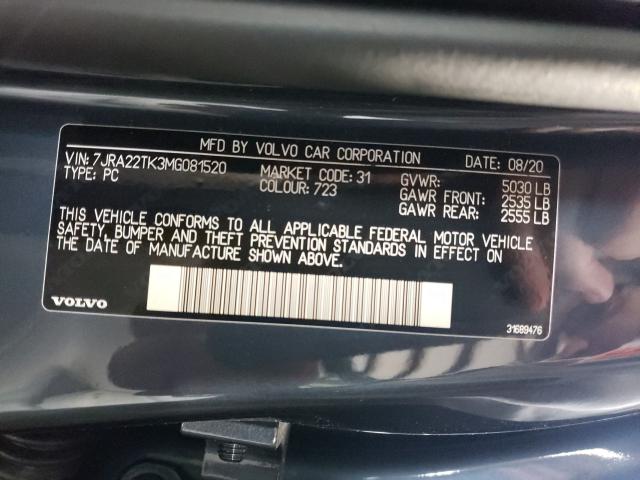 MFD BY VOLVO CAR CORPORATION DATE: 08/20
VIN: 7JRA22TK3MG081520 MARKET CODE: 31 GVWR: 5030 LB
TYPE: PC COLOUR: 723 GAWR FRONT: 2535 LB
GAWR REAR: 2555 LB
THIS VEHICLE CONFORMS TO ALL APPLICABLE FEDERAL MOTOR VEHICLE
SAFETY, BUMPER AND THEFT PREVENTION STANDARDS IN EFFECT ON
THE DATE OF MANUFACTURE SHOWN ABOVE.
VOLVO 31689476